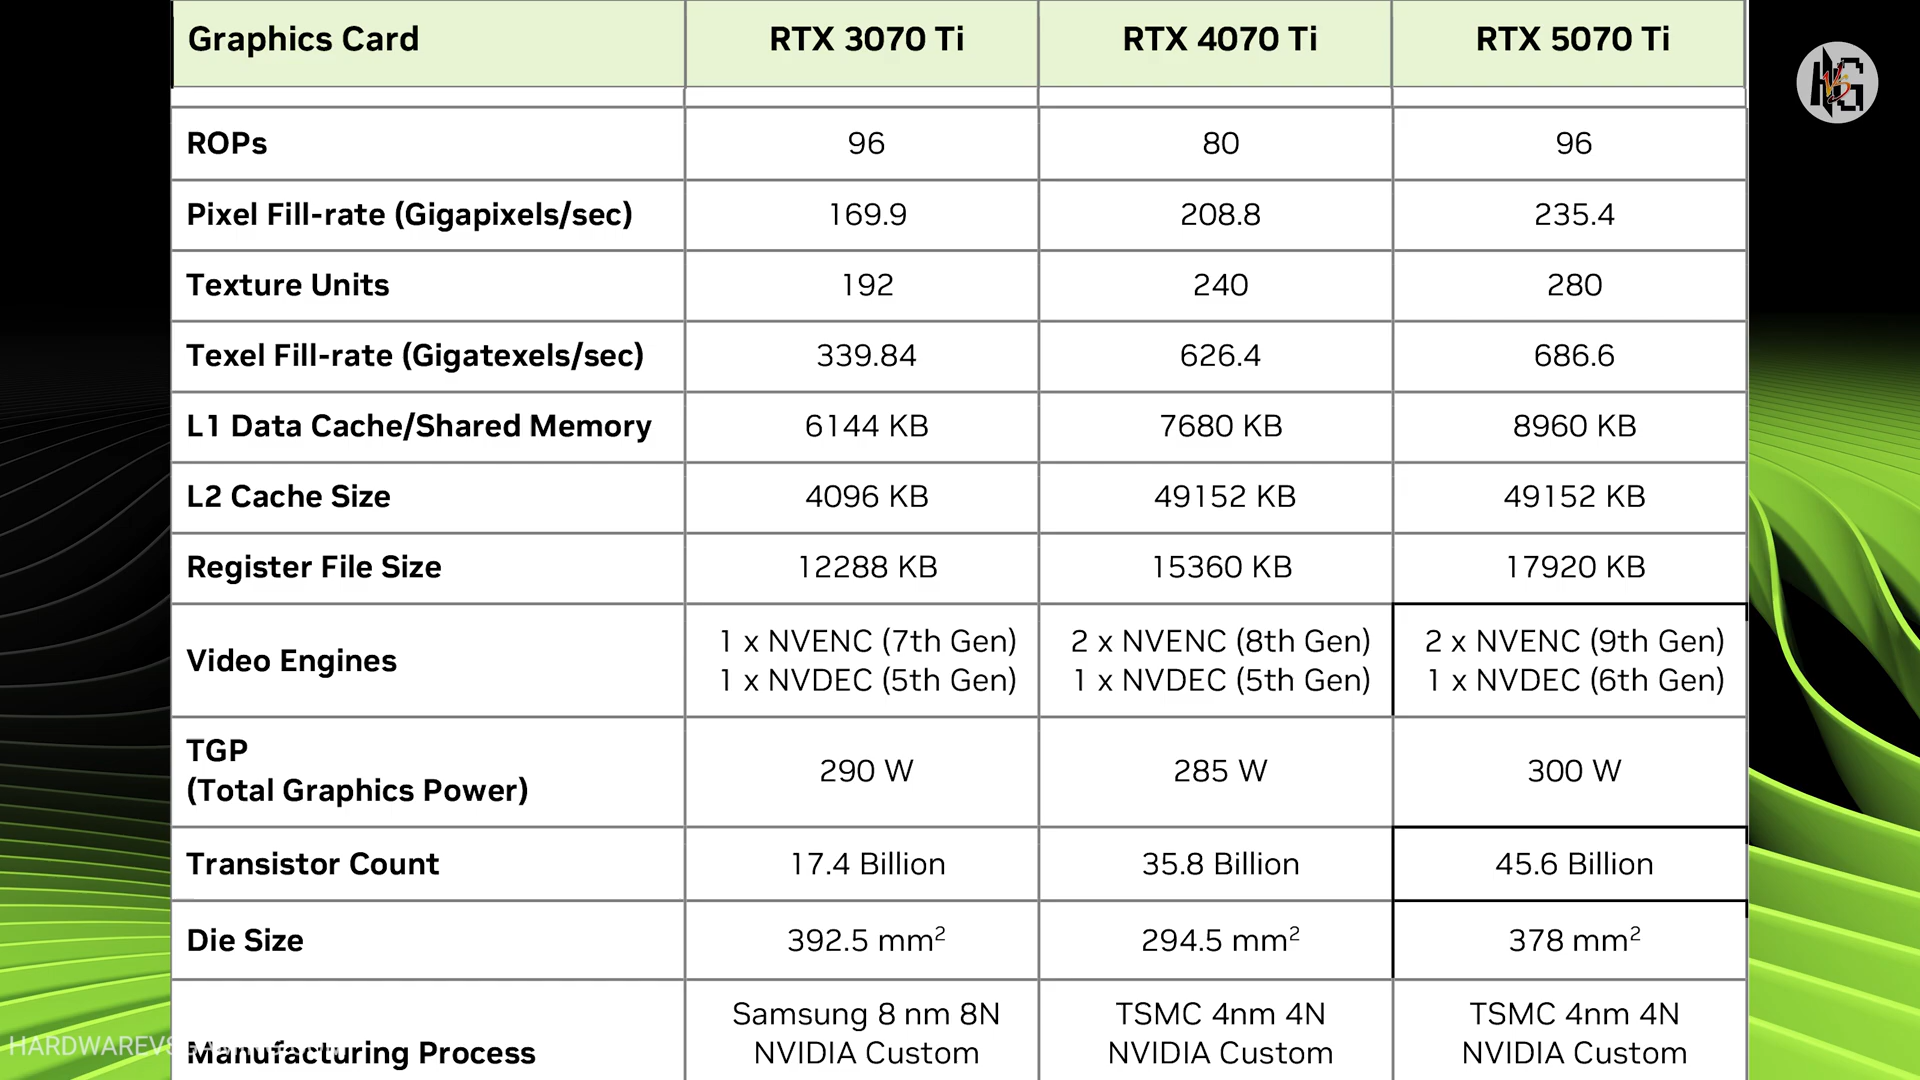 Graphics Card RTX 3070 Ti RTX 4070 Ti RTX 5070 Ti
ROPs 96 80 96
Pixel Fill-rate (Gigapixels/sec) 169.9 208.8 235.4
Texture Units 192 240 280
Texel Fill-rate (Gigatexels/sec) 339.84 626.4 686.6
L1 Data Cache/Shared Memory 6144 KB 7680 KB 8960 KB
L2 Cache Size 4096 KB 49152 KB 49152 KB
Register File Size 12288 KB 15360 KB 17920 KB
Video Engines
1 x NVENC (7th Gen) 2 x NVENC (8th Gen) 2 x NVENC (9th Gen)
1 x NVDEC (5th Gen) 1 x NVDEC (5th Gen) 1 x NVDEC (6th Gen)
TGP
(Total Graphics Power) 290 W 285 W 300 W
Transistor Count 17.4 Billion 35.8 Billion 45.6 Billion
Die Size 392.5 mm² 294.5 mm² 378 mm²
Samsung 8 nm 8N TSMC 4nm 4N TSMC 4nm 4N
Manufacturing Process NVIDIA Custom NVIDIA Custom NVIDIA Custom